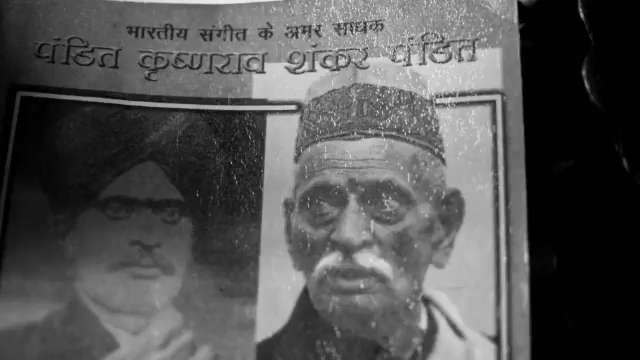 भारतीय संगीत के अमर साधक
पंडित कृष्णराव शंकर पंडित